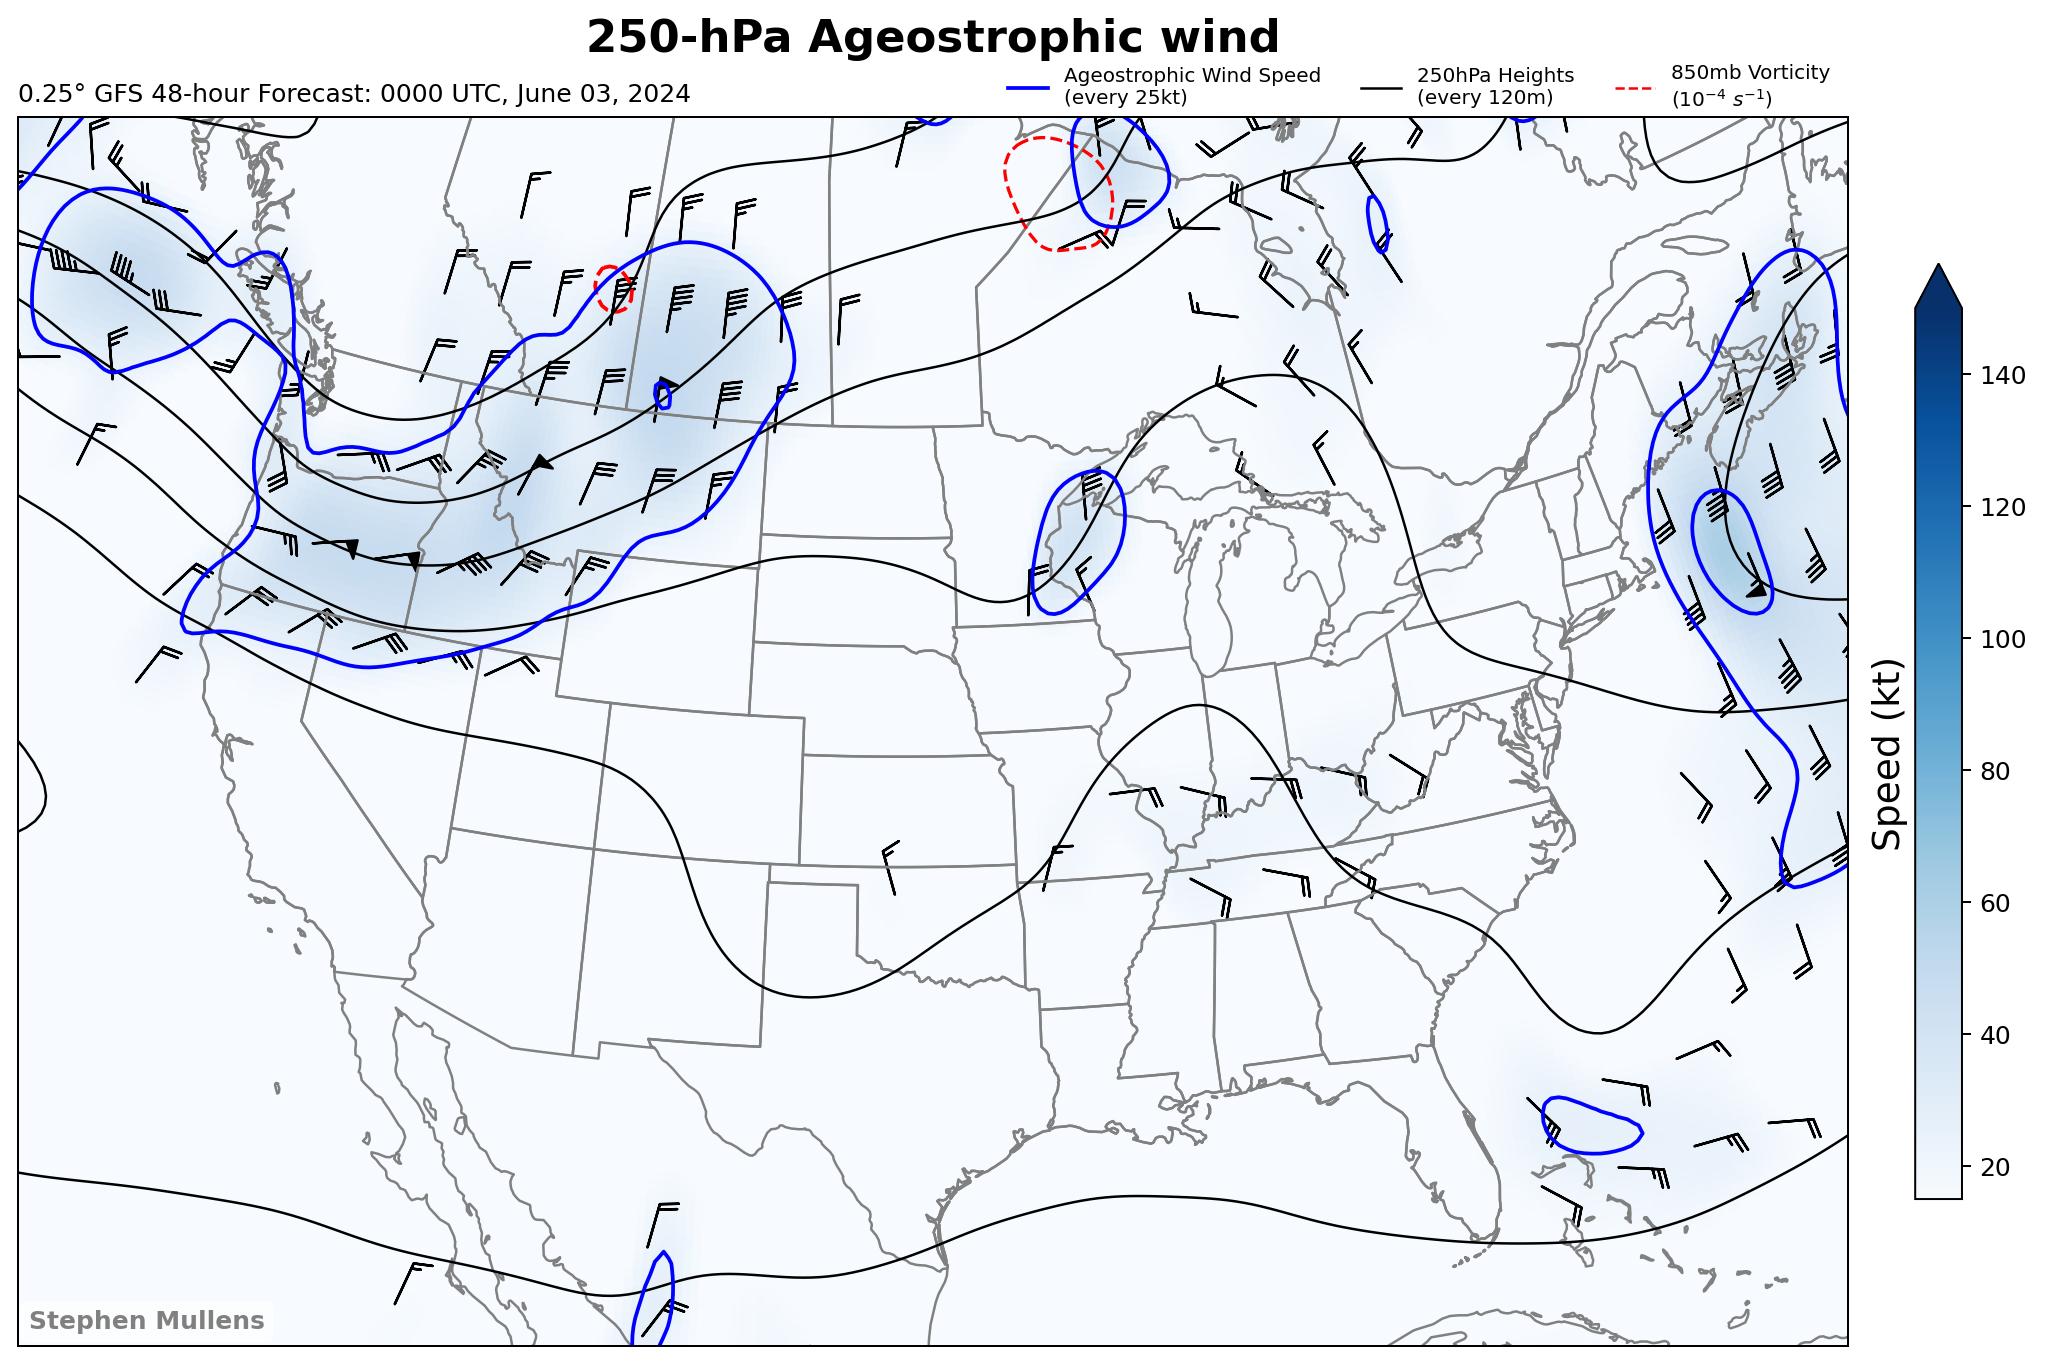 250-hPa Ageostrophic wind
0.25° GFS 48-hour Forecast: 0000 UTC, June 03, 2024
Ageostrophic Wind Speed
(every 25kt)
250hPa Heights
(every 120m)
850mb Vorticity
(10⁻⁴ s⁻¹)
140
120
100
80
60
40
20
Speed (kt)
Stephen Mullens